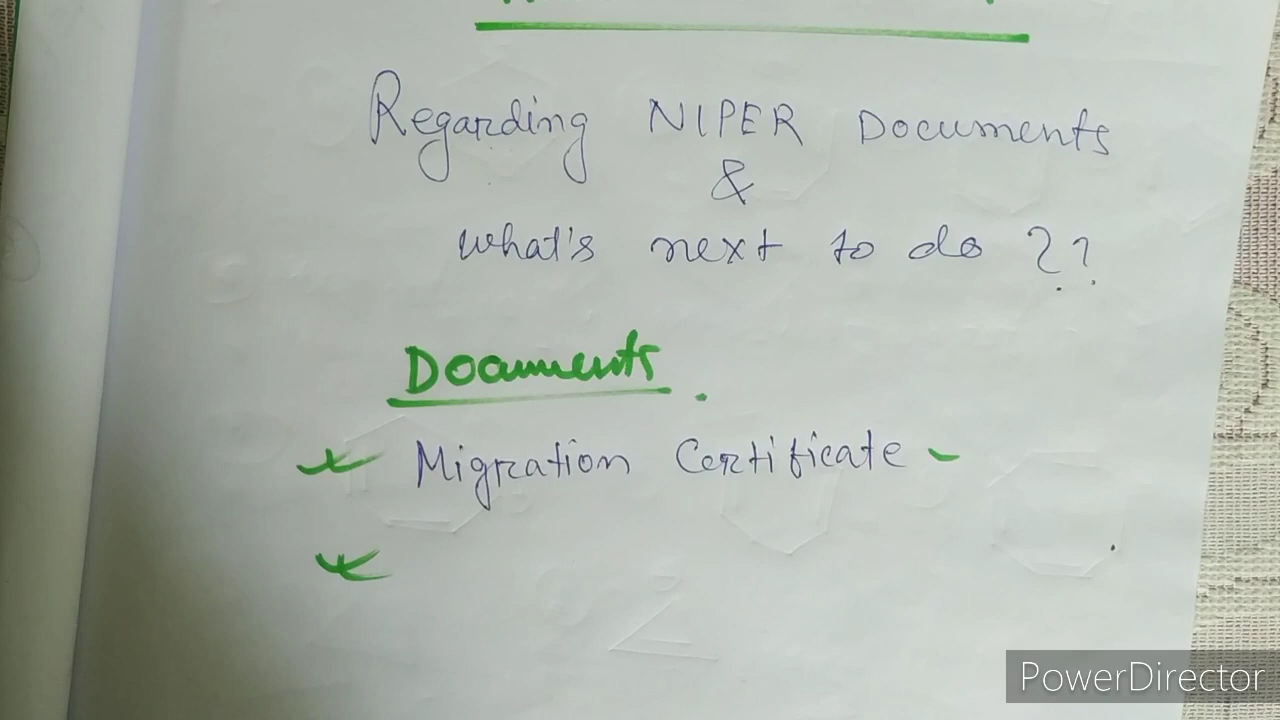 Regarding NIPER Documents
&
what's next to do ??
Documents.
Migration Certificate -
PowerDirector